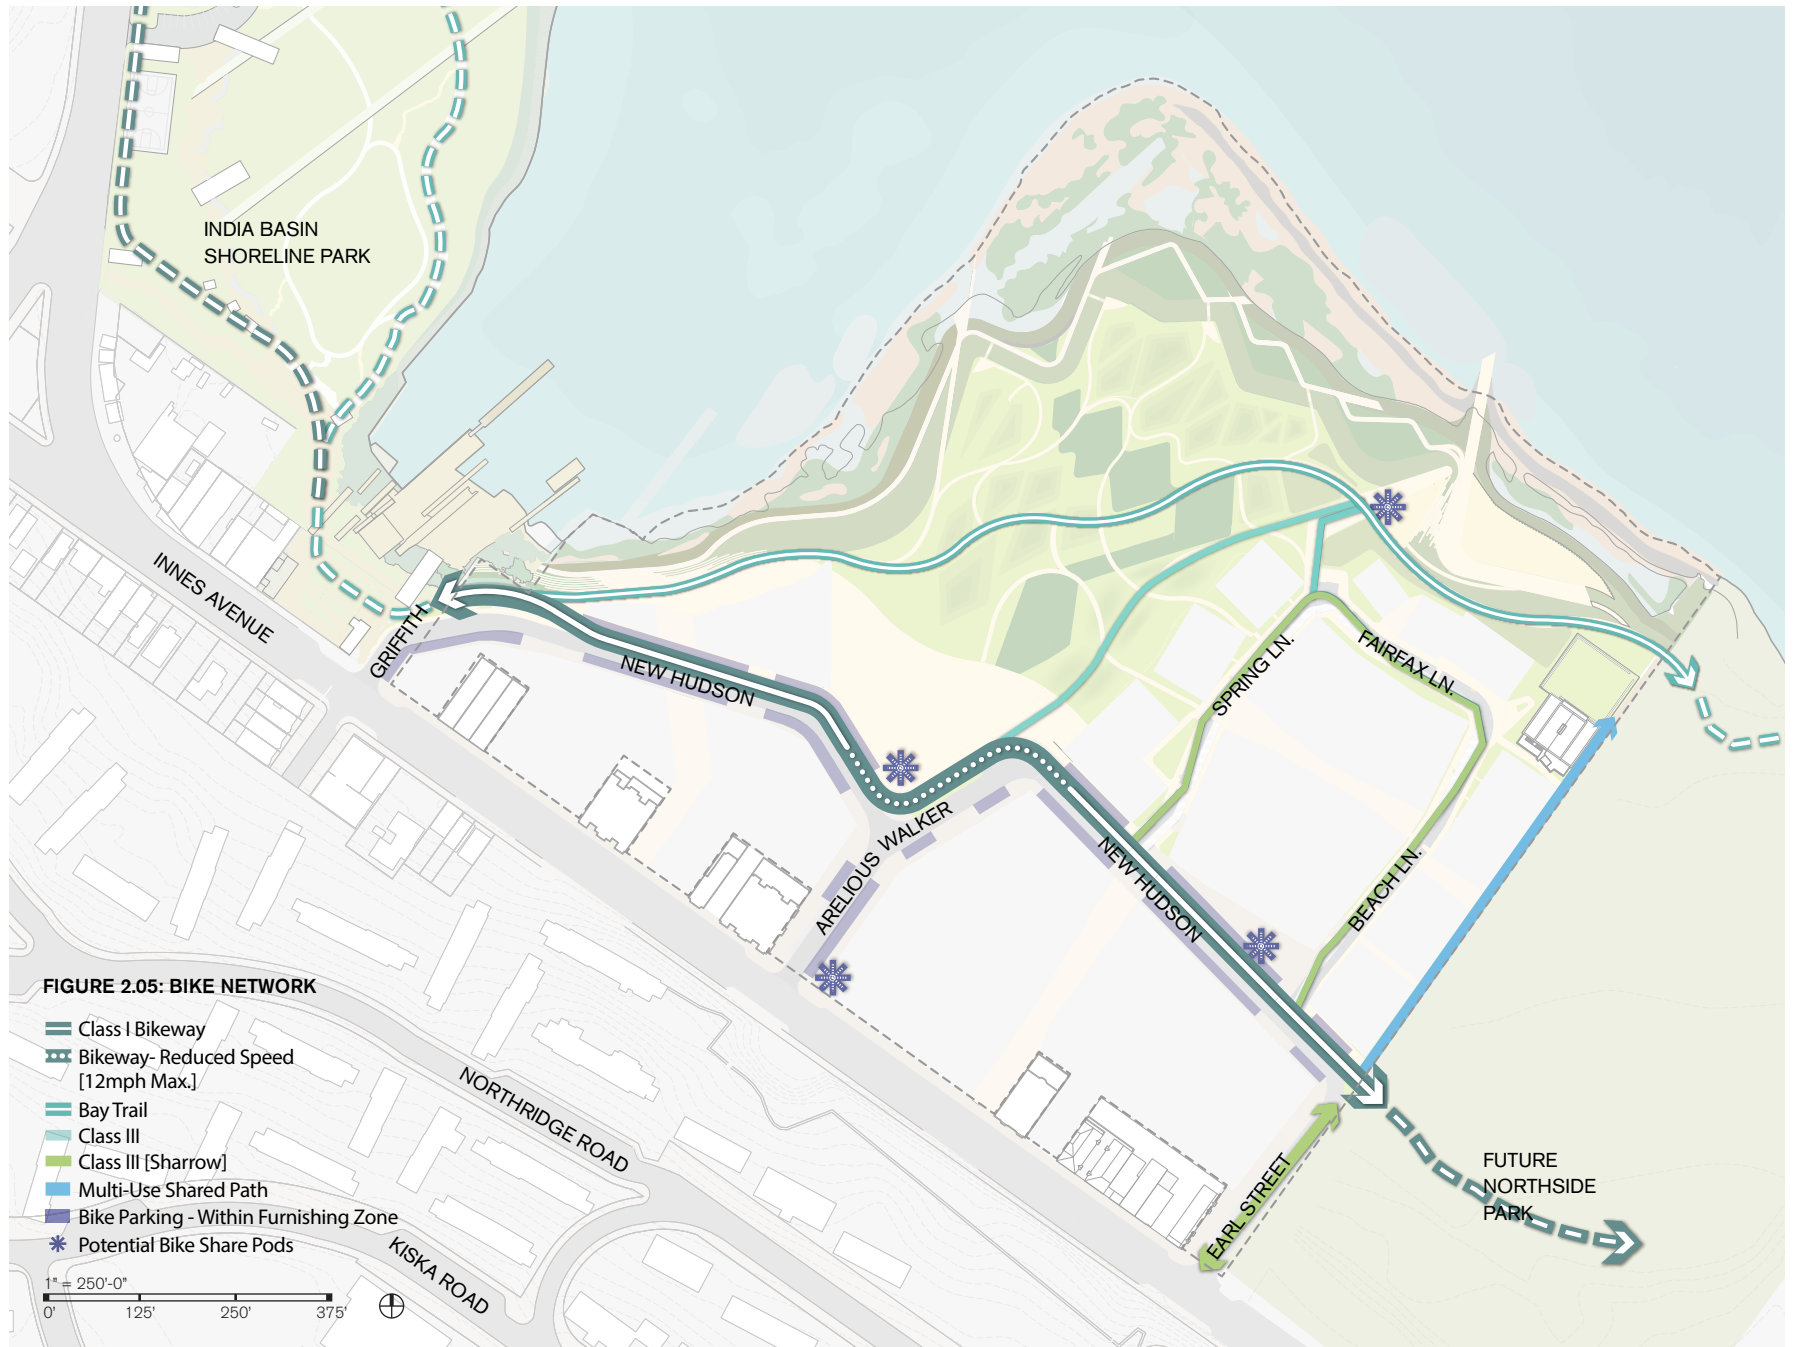 INDIA BASIN
SHORELINE PARK
INNES AVENUE
GRIFFITH
NEW HUDSON
SPRING LN.
FAIRFAX LN.
ARELIOUS WALKER
NEW HUDSON
BEACH LN.
FIGURE 2.05: BIKE NETWORK
Class I Bikeway
Bikeway- Reduced Speed
[12mph Max.]
Bay Trail
Class III
Class III [Sharrow]
Multi-Use Shared Path
Bike Parking - Within Furnishing Zone
Potential Bike Share Pods
1" = 250'-0"
0' 125' 250' 375'
NORTHRIDGE ROAD
KISKA ROAD
EARL STREET
FUTURE
NORTHSIDE
PARK